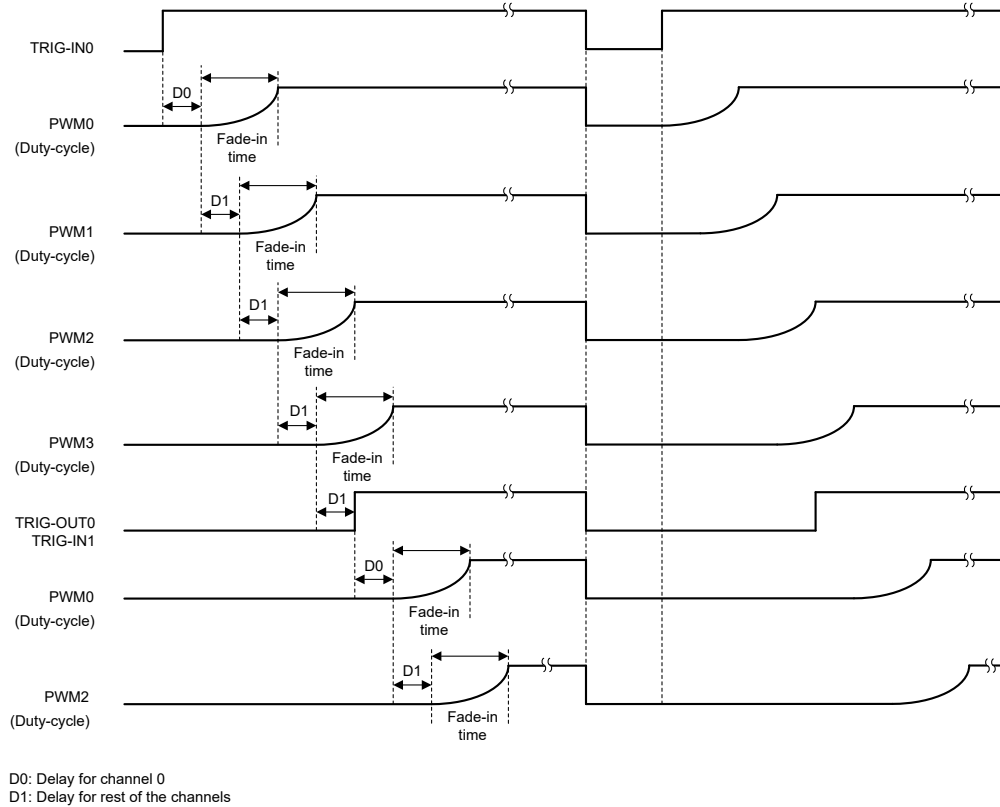 TRIG-IN0
D0
PWM0
(Duty-cycle)
Fade-in
time
D1
PWM1
(Duty-cycle)
Fade-in
time
D1
PWM2
(Duty-cycle)
Fade-in
time
D1
PWM3
(Duty-cycle)
Fade-in
time
D1
TRIG-OUT0
TRIG-IN1
D0
PWM0
(Duty-cycle)
Fade-in
time
D1
PWM2
(Duty-cycle)
Fade-in
time
D0: Delay for channel 0
D1: Delay for rest of the channels